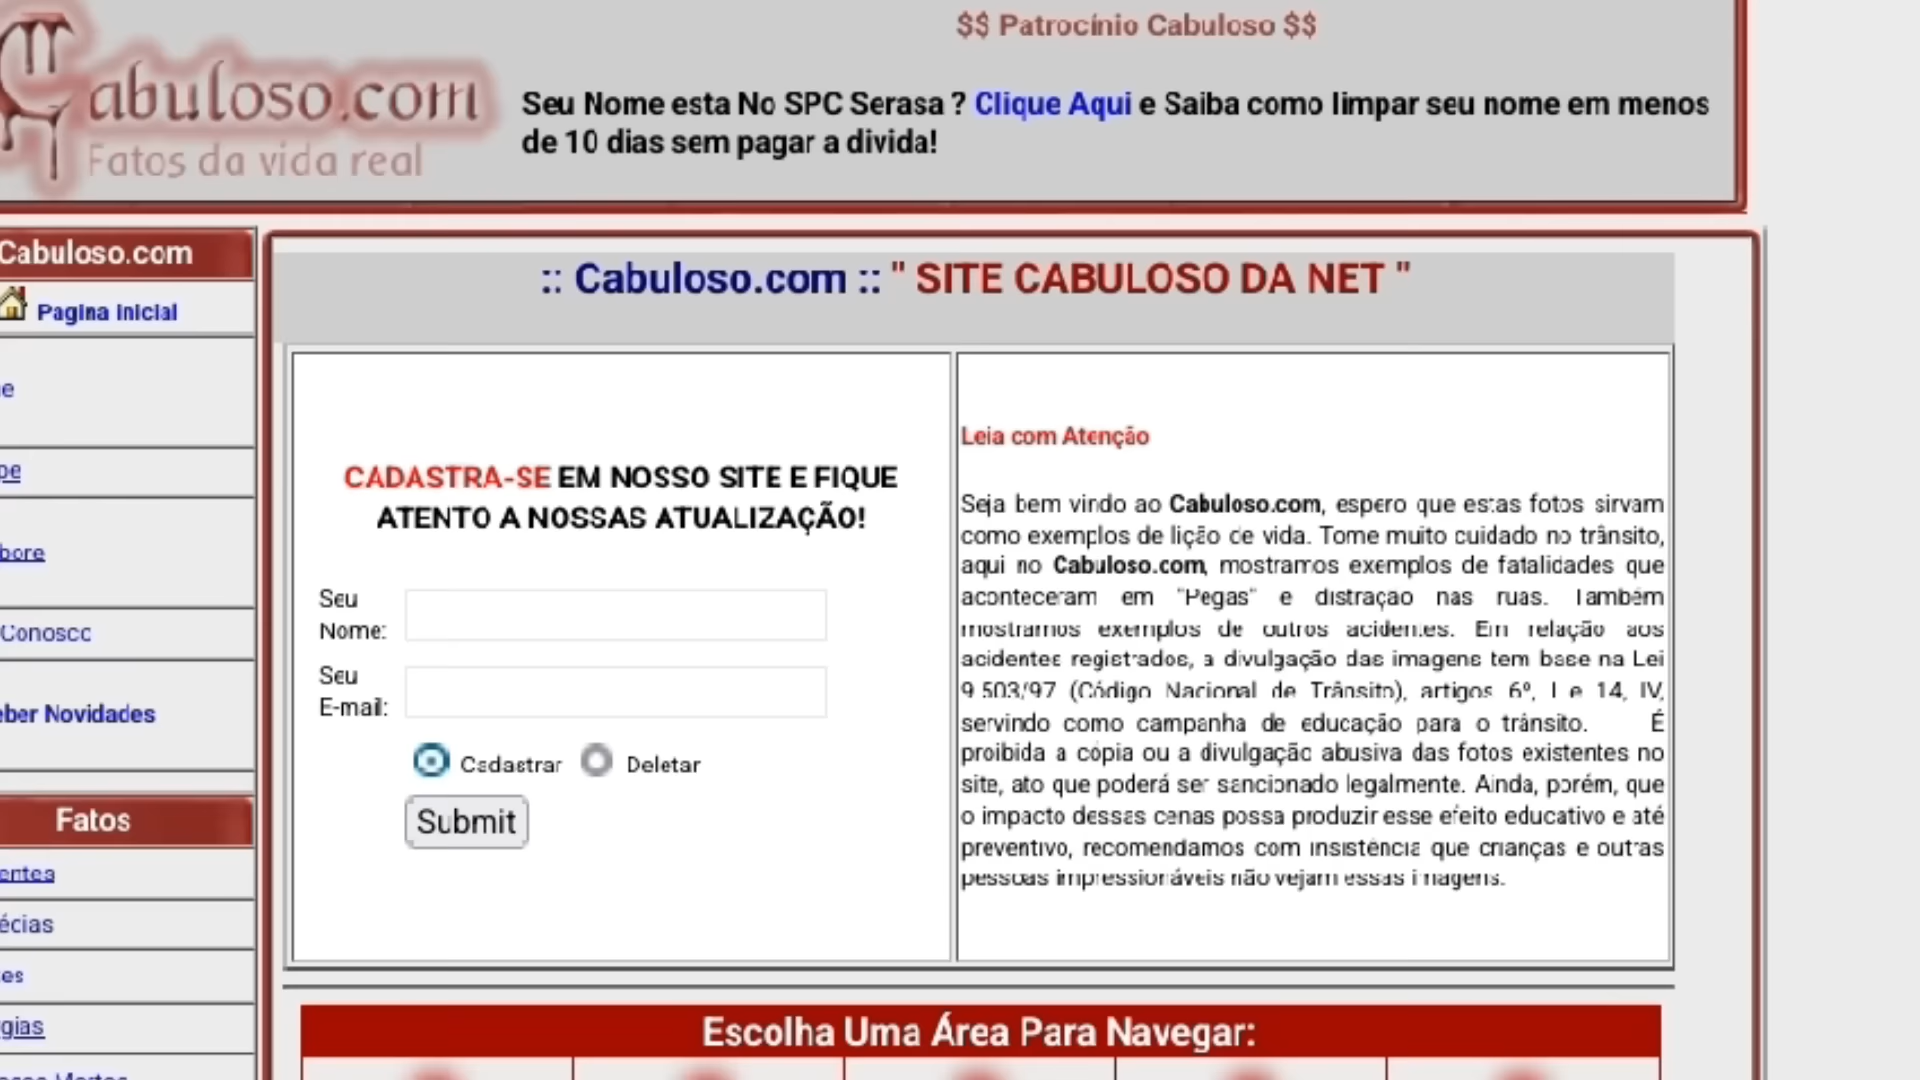 $$ Patrocínio Cabuloso $$
Cabuloso.com
Fatos da vida real
Seu Nome esta No SPC Serasa ? Clique Aqui e Saiba como limpar seu nome em menos
de 10 dias sem pagar a divida!
Cabuloso.com
Pagina Inicial
Conosco
Novidades
Fatos
:: Cabuloso.com :: " SITE CABULOSO DA NET "
CADASTRA-SE EM NOSSO SITE E FIQUE
ATENTO A NOSSAS ATUALIZAÇÃO!
Seu
Nome:
Seu
E-mail:
Cadastrar Deletar
Submit
Leia com Atenção
Seja bem vindo ao Cabuloso.com, espero que estas fotos sirvam
como exemplos de lição de vida. Tome muito cuidado no trânsito,
aqui no Cabuloso.com, mostramos exemplos de fatalidades que
aconteceram em "Pegas" e distração nas ruas. Também
mostramos exemplos de outros acidentes. Em relação aos
acidentes registrados, a divulgação das imagens tem base na Lei
9.503/97 (Código Nacional de Trânsito), artigos 6º, I e 14, IV,
servindo como campanha de educação para o trânsito. É
proibida a cópia ou a divulgação abusiva das fotos existentes no
site, ato que poderá ser sancionado legalmente. Ainda, porém, que
o impacto dessas cenas possa produzir esse efeito educativo e até
preventivo, recomendamos com insistência que crianças e outras
pessoas impressionáveis não vejam essas imagens.
Escolha Uma Área Para Navegar: